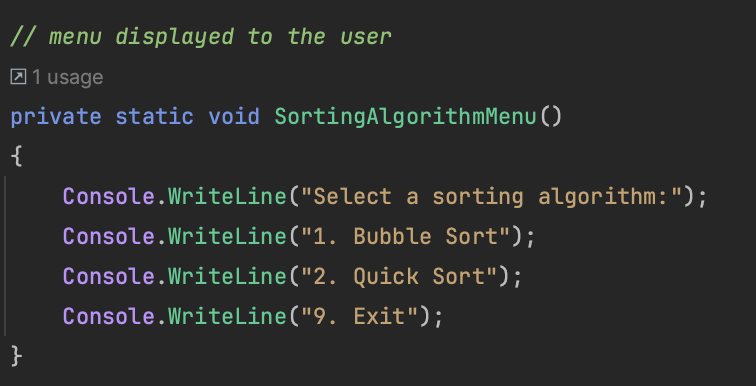 // menu displayed to the user
1 usage
private static void SortingAlgorithmMenu()
{
    Console.WriteLine("Select a sorting algorithm:");
    Console.WriteLine("1. Bubble Sort");
    Console.WriteLine("2. Quick Sort");
    Console.WriteLine("9. Exit");
}